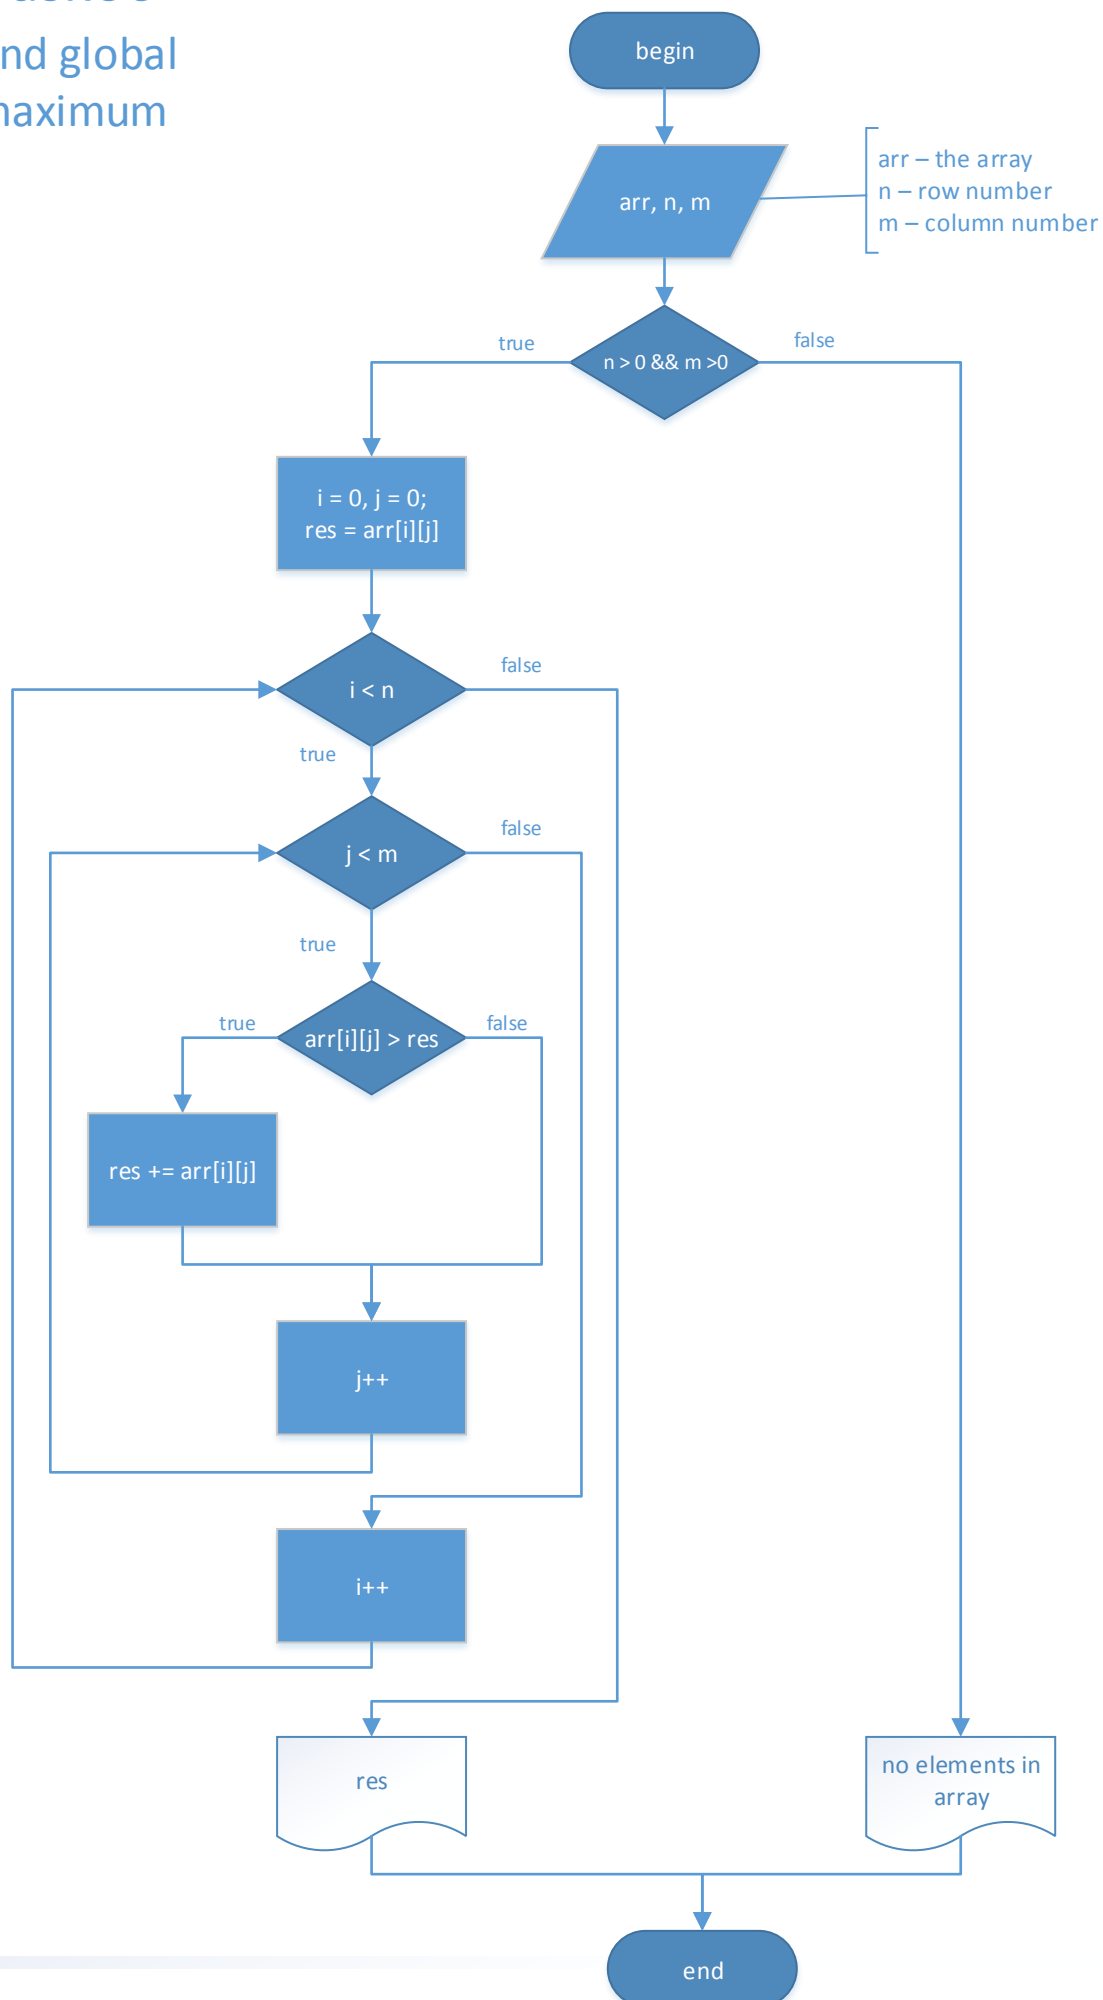 nd global
maximum
begin
arr, n, m
arr – the array
n – row number
m – column number
n > 0 && m >0
true
false
i = 0, j = 0;
res = arr[i][j]
i < n
false
true
j < m
false
true
arr[i][j] > res
true
false
res += arr[i][j]
j++
i++
res
no elements in
array
end